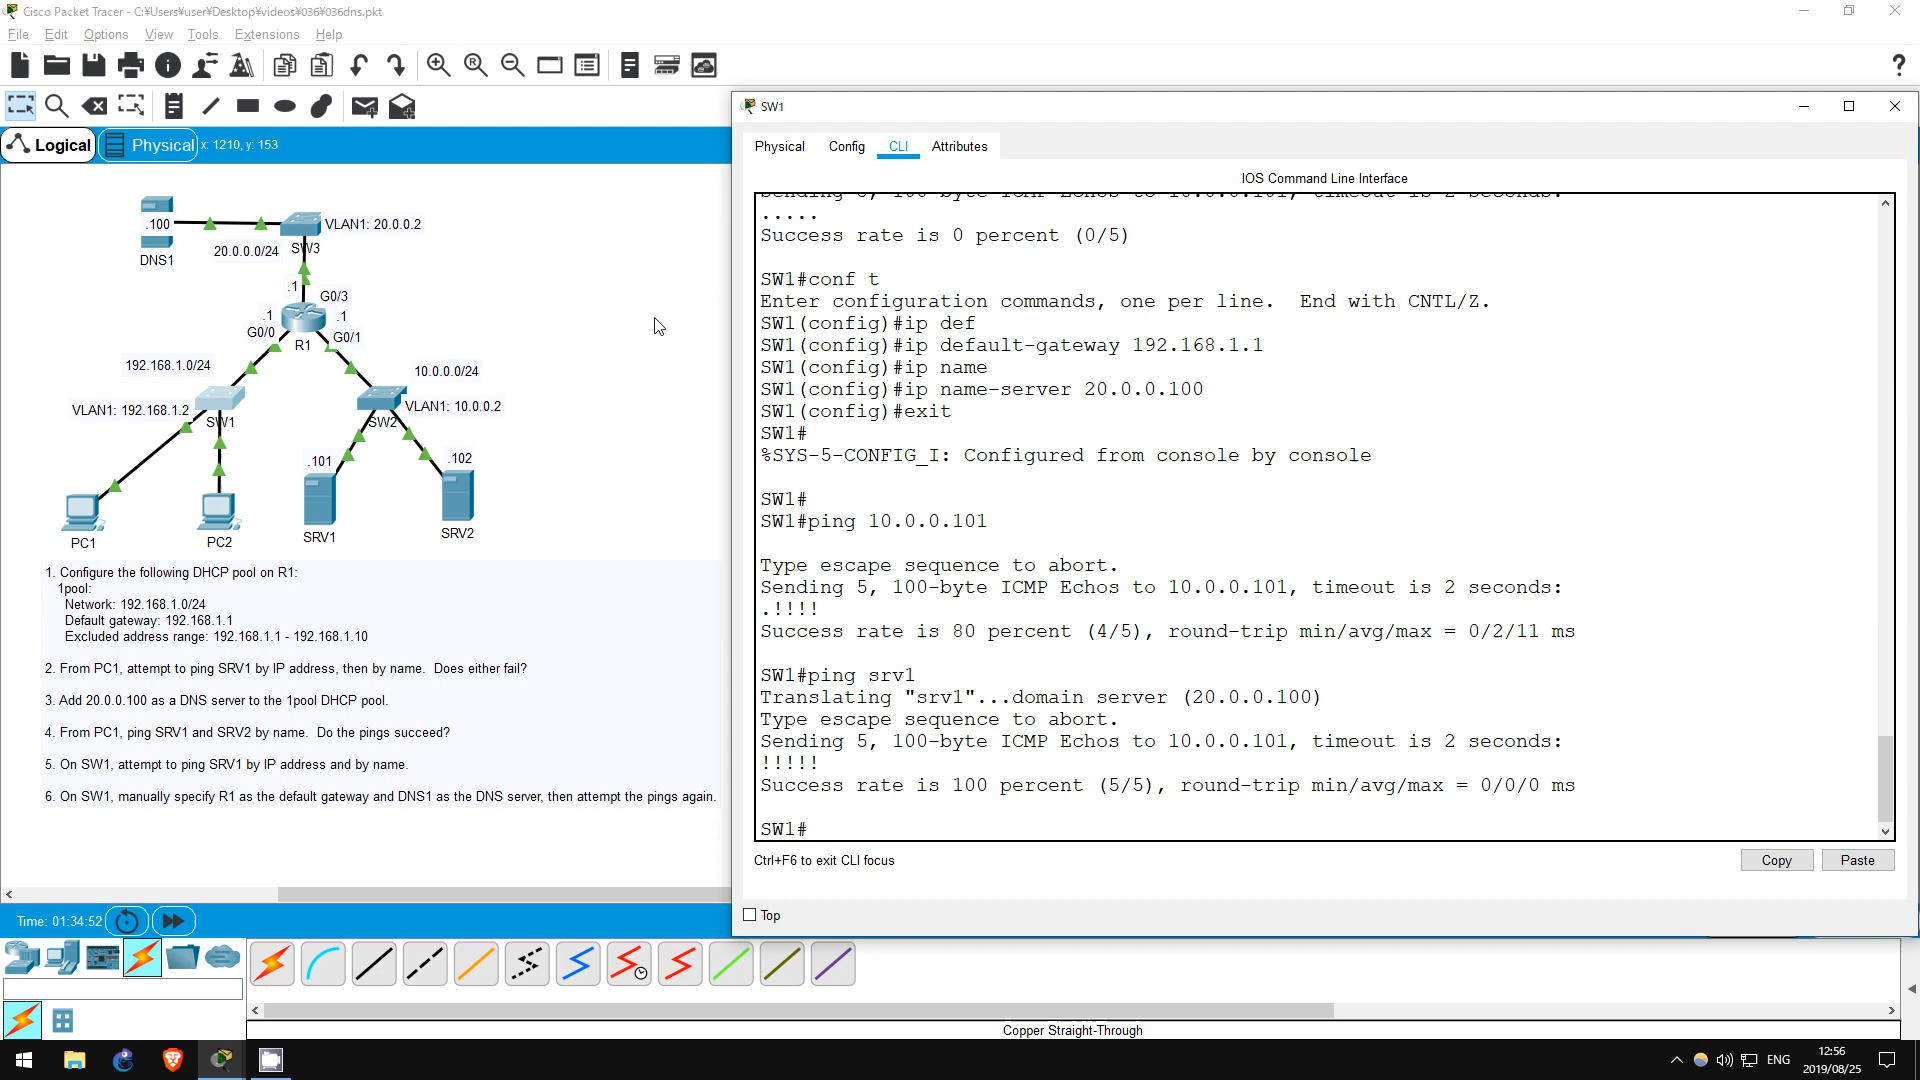 Cisco Packet Tracer - C:¥Users¥user¥Desktop¥videos¥036¥036dns.pkt
File Edit Options View Tools Extensions Help
?
Logical Physical x: 1210, y: 153
.100
DNS1
20.0.0.0/24
SW3
VLAN1: 20.0.0.2
.1
G0/3
.1
G0/0
.1
G0/1
R1
192.168.1.0/24
10.0.0.0/24
VLAN1: 192.168.1.2
SW1
VLAN1: 10.0.0.2
SW2
.101
.102
PC1
PC2
SRV1
SRV2
1. Configure the following DHCP pool on R1:
1pool:
Network: 192.168.1.0/24
Default gateway: 192.168.1.1
Excluded address range: 192.168.1.1 - 192.168.1.10
2. From PC1, attempt to ping SRV1 by IP address, then by name. Does either fail?
3. Add 20.0.0.100 as a DNS server to the 1pool DHCP pool.
4. From PC1, ping SRV1 and SRV2 by name. Do the pings succeed?
5. On SW1, attempt to ping SRV1 by IP address and by name.
6. On SW1, manually specify R1 as the default gateway and DNS1 as the DNS server, then attempt the pings again.
SW1
Physical Config CLI Attributes
IOS Command Line Interface
Sending 5, 100-byte ICMP Echos to 10.0.0.101, timeout is 2 seconds:
.....
Success rate is 0 percent (0/5)
SW1#conf t
Enter configuration commands, one per line. End with CNTL/Z.
SW1(config)#ip def
SW1(config)#ip default-gateway 192.168.1.1
SW1(config)#ip name
SW1(config)#ip name-server 20.0.0.100
SW1(config)#exit
SW1#
%SYS-5-CONFIG_I: Configured from console by console
SW1#
SW1#ping 10.0.0.101
Type escape sequence to abort.
Sending 5, 100-byte ICMP Echos to 10.0.0.101, timeout is 2 seconds:
.!!!!
Success rate is 80 percent (4/5), round-trip min/avg/max = 0/2/11 ms
SW1#ping srv1
Translating "srv1"...domain server (20.0.0.100)
Type escape sequence to abort.
Sending 5, 100-byte ICMP Echos to 10.0.0.101, timeout is 2 seconds:
!!!!!
Success rate is 100 percent (5/5), round-trip min/avg/max = 0/0/0 ms
SW1#
Ctrl+F6 to exit CLI focus
Copy Paste
Top
Time: 01:34:52
Copper Straight-Through
ENG
12:56
2019/08/25